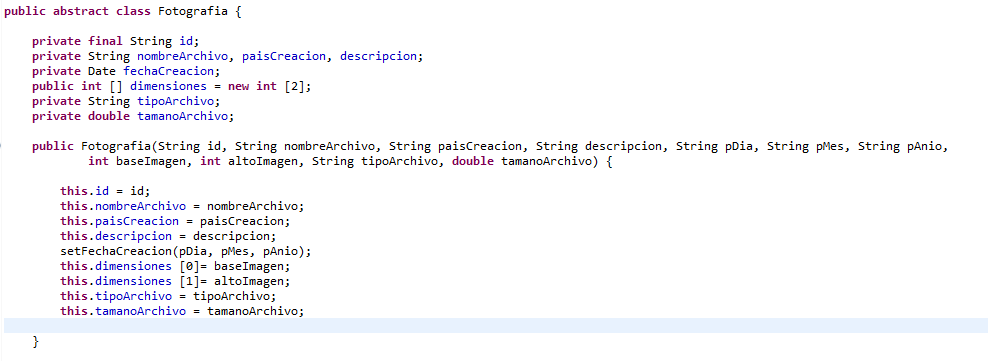 public abstract class Fotografia {
private final String id;
private String nombreArchivo, paisCreacion, descripcion;
private Date fechaCreacion;
public int [] dimensiones = new int [2];
private String tipoArchivo;
private double tamanoArchivo;
public Fotografia(String id, String nombreArchivo, String paisCreacion, String descripcion, String pDia, String pMes, String pAnio,
int baseImagen, int altoImagen, String tipoArchivo, double tamanoArchivo) {
this.id = id;
this.nombreArchivo = nombreArchivo;
this.paisCreacion = paisCreacion;
this.descripcion = descripcion;
setFechaCreacion(pDia, pMes, pAnio);
this.dimensiones [0]= baseImagen;
this.dimensiones [1]= altoImagen;
this.tipoArchivo = tipoArchivo;
this.tamanoArchivo = tamanoArchivo;
}